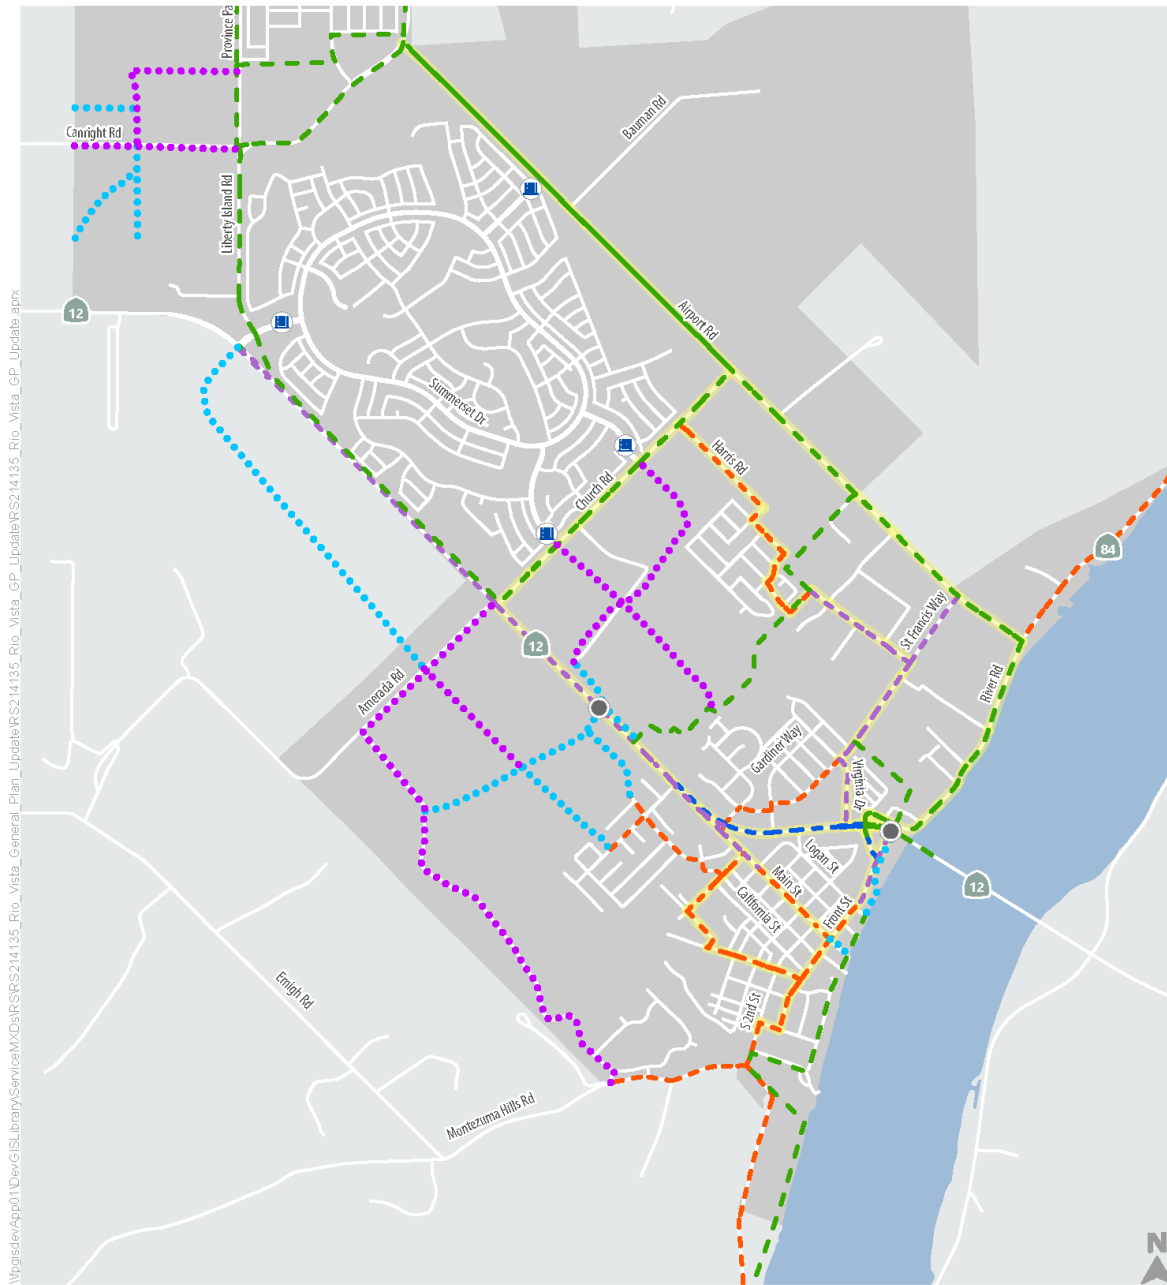 Province Pa
Canright Rd
Bauman Rd
Liberty Island Rd
12
Airport Rd
Summerset Dr
Harris Rd
Church Rd
84
St Francis Way
12
Amerada Rd
River Rd
Gardiner Way
Virginia Dr
Logan St
Main St
12
California St
Front St
Emigh Rd
S 2nd St
Montezuma Hills Rd
N
\\fpgisdevApp01\DevGISLibrary\ServiceMXDs\RS\RS214135_Rio_Vista_General_Plan_Update\RS214135_Rio_Vista_GP_Update\RS214135_Rio_Vista_GP_Update.aprx